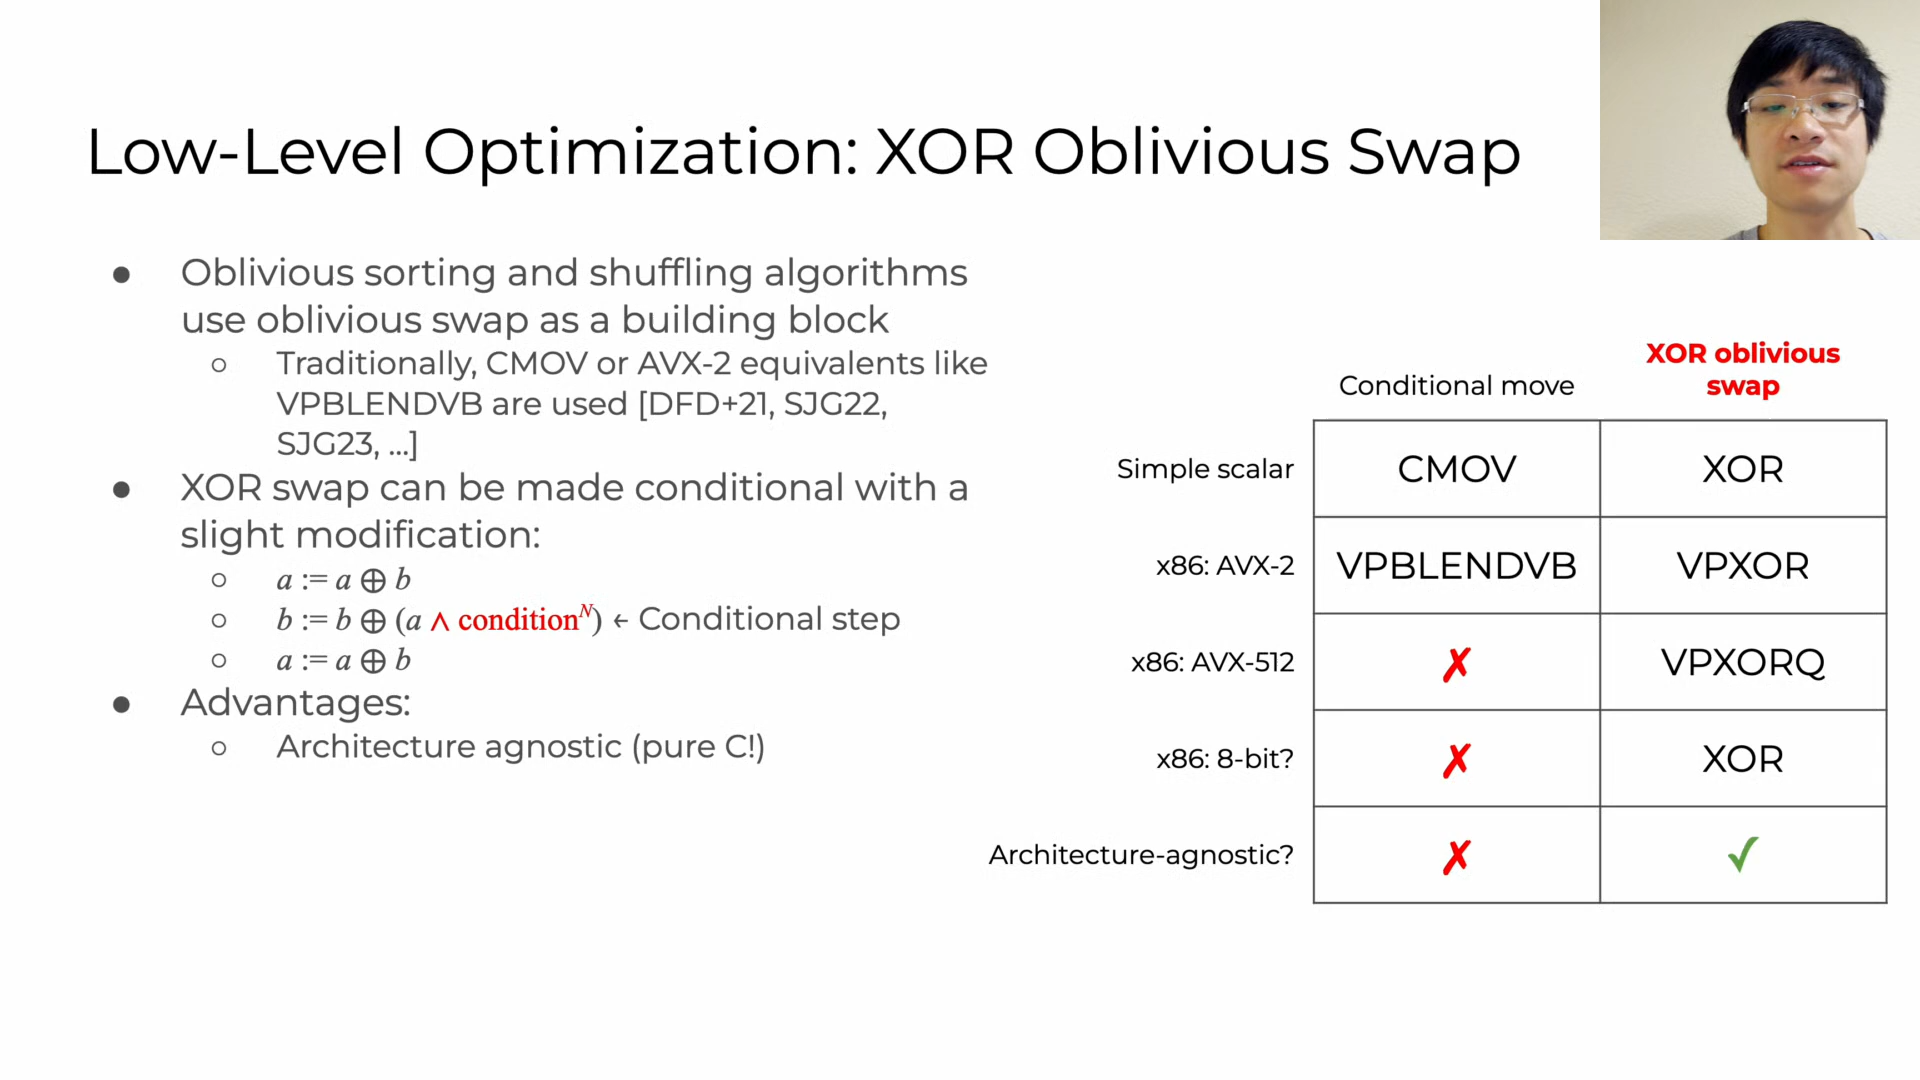 Low-Level Optimization: XOR Oblivious Swap
● Oblivious sorting and shuffling algorithms
use oblivious swap as a building block
○ Traditionally, CMOV or AVX-2 equivalents like
VPBLENDVB are used [DFD+21, SJG22,
SJG23, ...]
● XOR swap can be made conditional with a
slight modification:
○ a := a ⊕ b
○ b := b ⊕ (a ∧ conditionᴺ) ← Conditional step
○ a := a ⊕ b
● Advantages:
○ Architecture agnostic (pure C!)
Conditional move XOR oblivious
swap
Simple scalar CMOV XOR
x86: AVX-2 VPBLENDVB VPXOR
x86: AVX-512 ✗ VPXORQ
x86: 8-bit? ✗ XOR
Architecture-agnostic? ✗ ✓